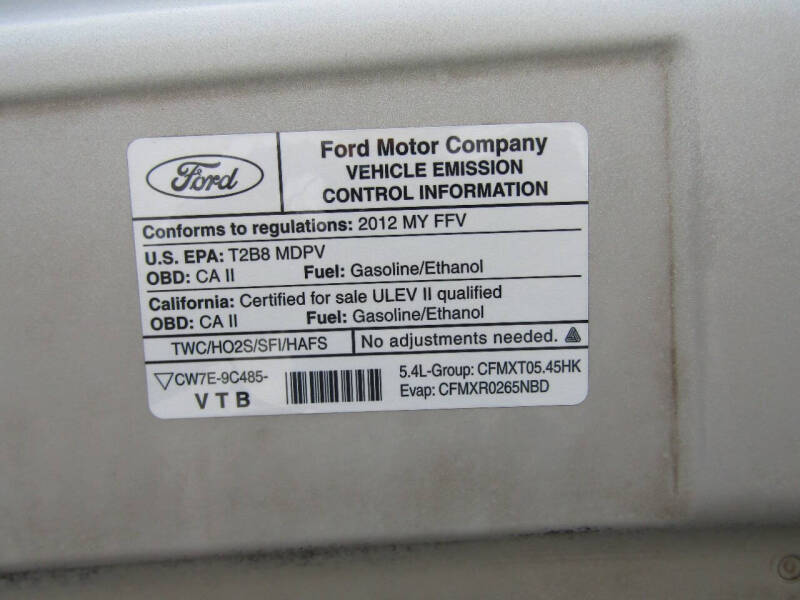 Ford
Ford Motor Company
VEHICLE EMISSION
CONTROL INFORMATION
Conforms to regulations: 2012 MY FFV
U.S. EPA: T2B8 MDPV
OBD: CA II Fuel: Gasoline/Ethanol
California: Certified for sale ULEV II qualified
OBD: CA II Fuel: Gasoline/Ethanol
TWC/HO2S/SFI/HAFS No adjustments needed.
CW7E-9C485- 5.4L-Group: CFMXT05.45HK
VTB Evap: CFMXR0265NBD